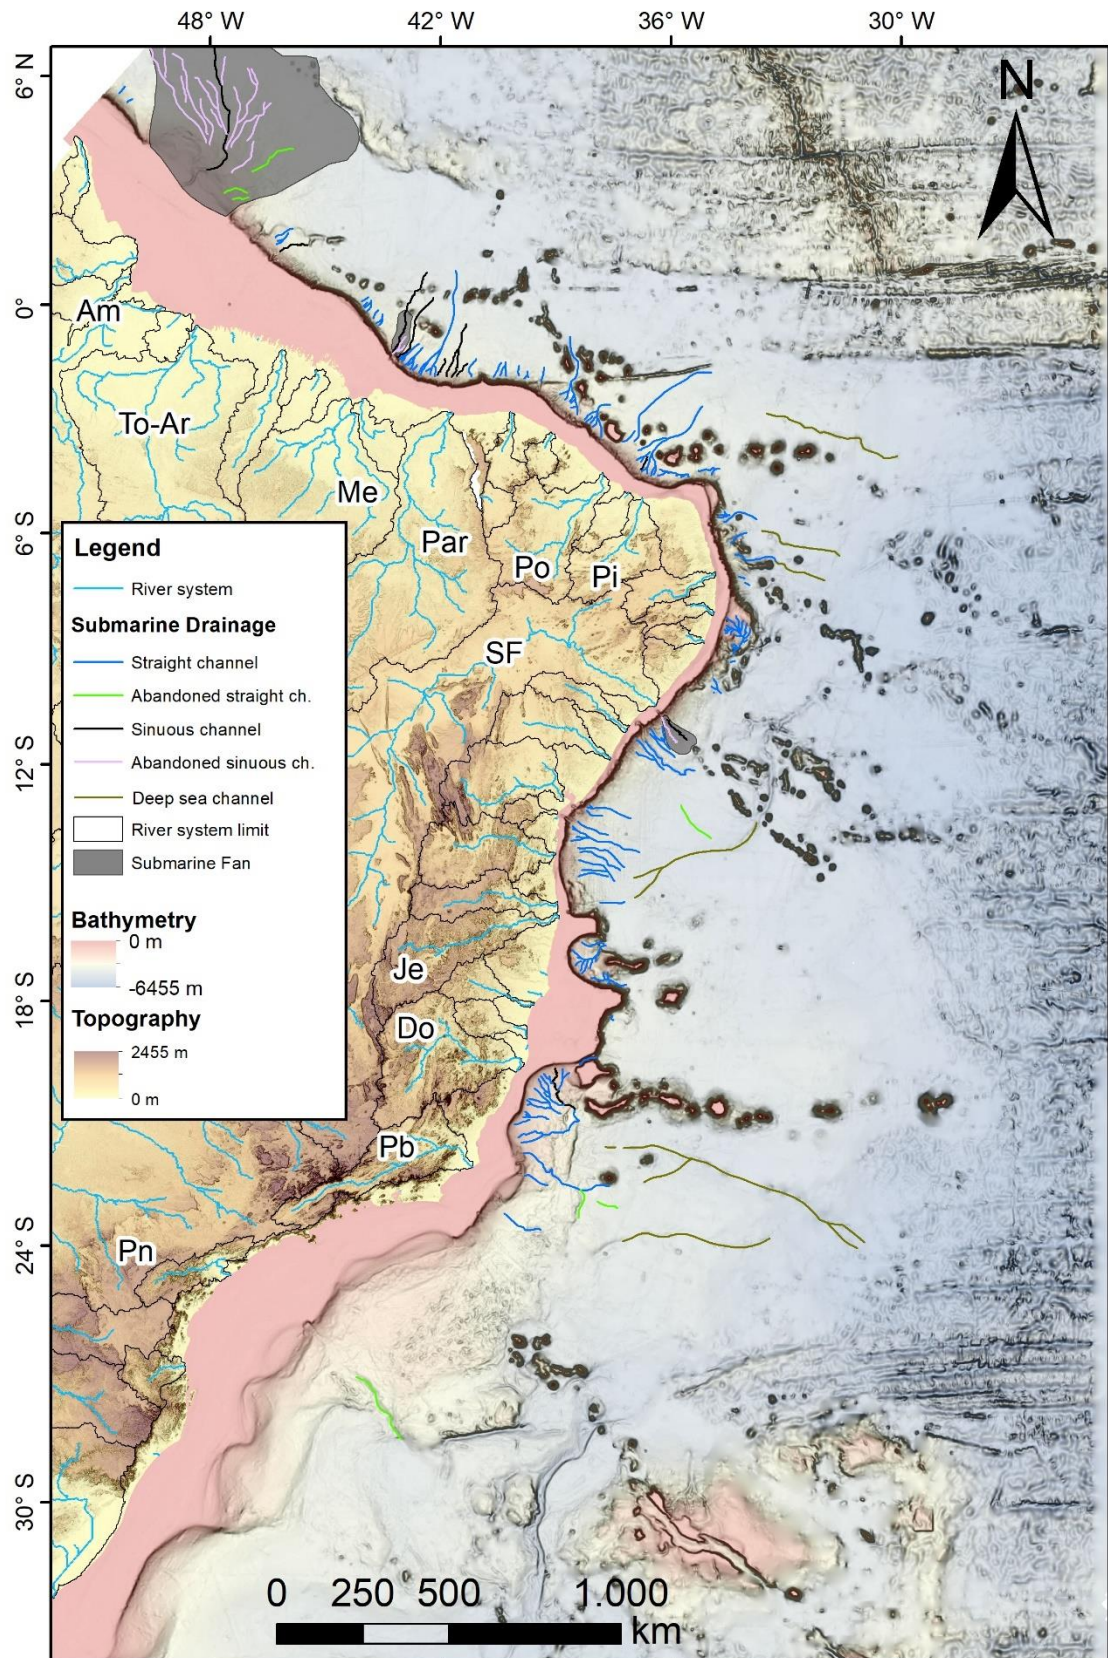 48° W 42° W 36° W 30° W
6° N
N
0°
Am
To-Ar
Me
Par
6° S
Po
Pi
SF
Legend
River system
Submarine Drainage
Straight channel
Abandoned straight ch.
Sinuous channel
Abandoned sinuous ch.
Deep sea channel
River system limit
Submarine Fan
Bathymetry
0 m
-6455 m
Topography
2455 m
0 m
12° S
Je
18° S
Do
Pb
24° S
Pn
30° S
0 250 500 1.000
km